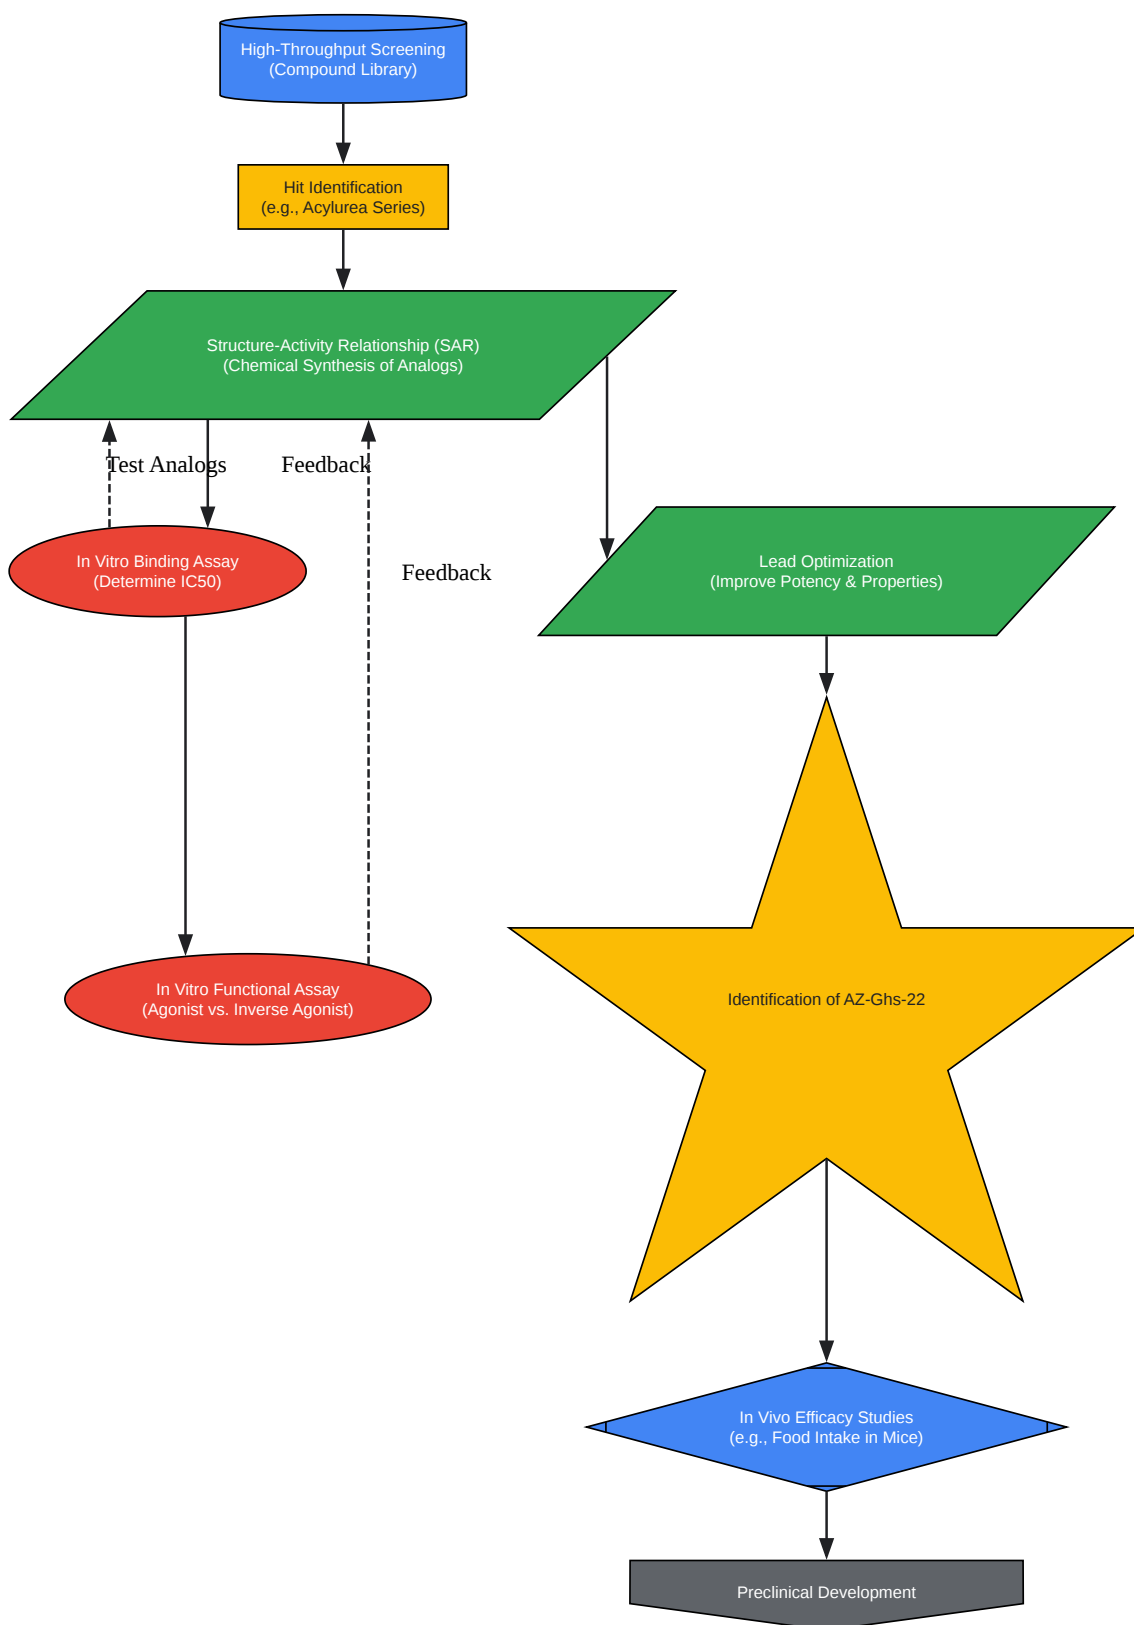 High-Throughput Screening
(Compound Library)
Hit Identification
(e.g., Acylurea Series)
Structure-Activity Relationship (SAR)
(Chemical Synthesis of Analogs)
Test Analogs
Feedback
In Vitro Binding Assay
(Determine IC50)
Feedback
Lead Optimization
(Improve Potency & Properties)
In Vitro Functional Assay
(Agonist vs. Inverse Agonist)
Identification of AZ-Ghs-22
In Vivo Efficacy Studies
(e.g., Food Intake in Mice)
Preclinical Development